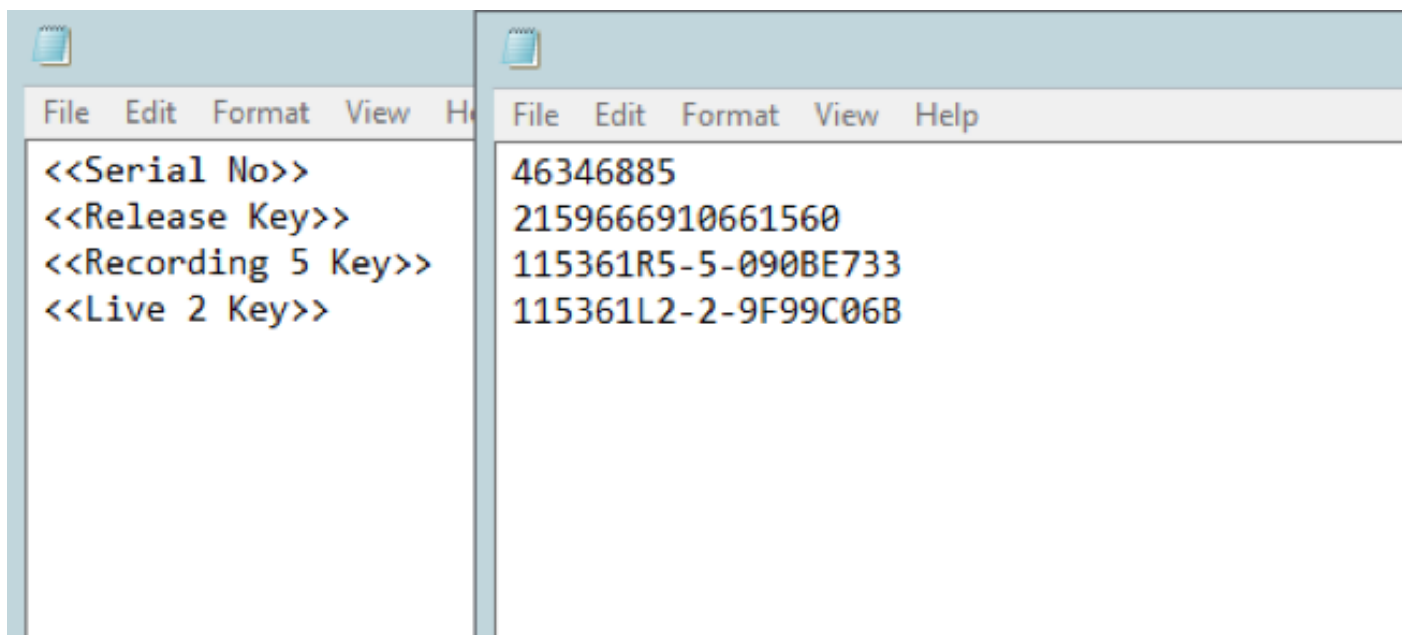 File Edit Format View He
<<Serial No>>
<<Release Key>>
<<Recording 5 Key>>
<<Live 2 Key>>
File Edit Format View Help
46346885
2159666910661560
115361R5-5-090BE733
115361L2-2-9F99C06B